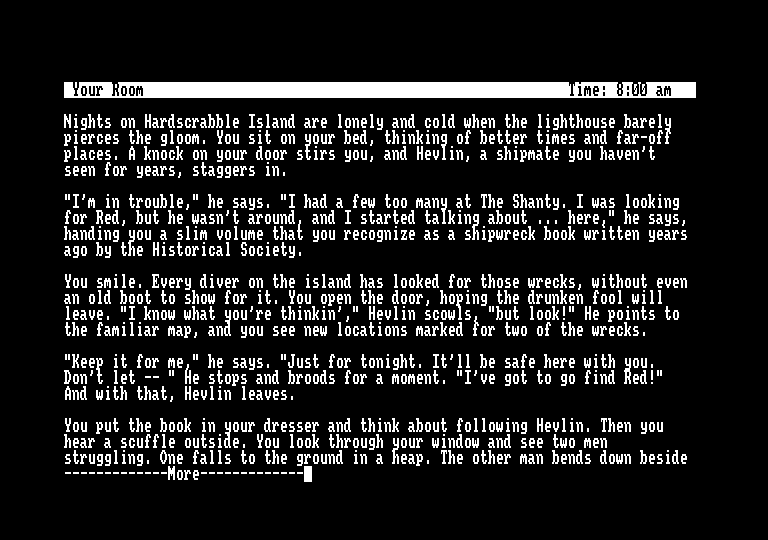 Your Room Time: 8:00 am
Nights on Hardscrabble Island are lonely and cold when the lighthouse barely
pierces the gloom. You sit on your bed, thinking of better times and far-off
places. A knock on your door stirs you, and Hevlin, a shipmate you haven't
seen for years, staggers in.
"I'm in trouble," he says. "I had a few too many at The Shanty. I was looking
for Red, but he wasn't around, and I started talking about ... here," he says,
handing you a slim volume that you recognize as a shipwreck book written years
ago by the Historical Society.
You smile. Every diver on the island has looked for those wrecks, without even
an old boot to show for it. You open the door, hoping the drunken fool will
leave. "I know what you're thinkin'," Hevlin scowls, "but look!" He points to
the familiar map, and you see new locations marked for two of the wrecks.
"Keep it for me," he says. "Just for tonight. It'll be safe here with you.
Don't let -- " He stops and broods for a moment. "I've got to go find Red!"
And with that, Hevlin leaves.
You put the book in your dresser and think about following Hevlin. Then you
hear a scuffle outside. You look through your window and see two men
struggling. One falls to the ground in a heap. The other man bends down beside
-------------More-------------